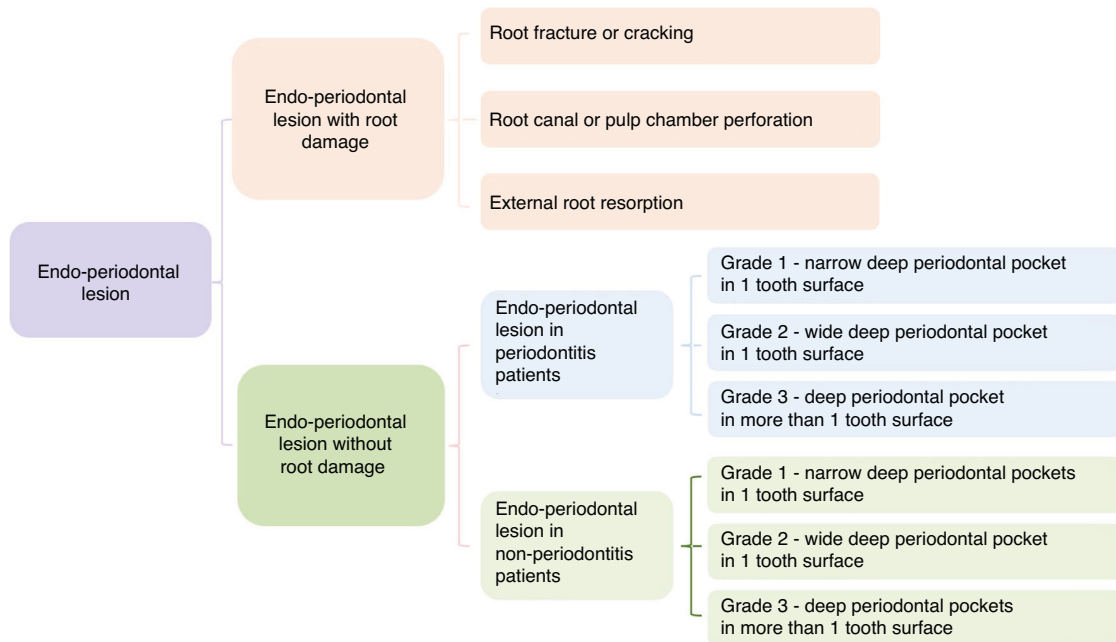 Endo-periodontal
lesion
Endo-periodontal
lesion with root
damage
Root fracture or cracking
Root canal or pulp chamber perforation
External root resorption
Endo-periodontal
lesion without
root damage
Endo-periodontal
lesion in
periodontitis
patients
Grade 1 - narrow deep periodontal pocket
in 1 tooth surface
Grade 2 - wide deep periodontal pocket
in 1 tooth surface
Grade 3 - deep periodontal pocket
in more than 1 tooth surface
Endo-periodontal
lesion in
non-periodontitis
patients
Grade 1 - narrow deep periodontal pockets
in 1 tooth surface
Grade 2 - wide deep periodontal pocket
in 1 tooth surface
Grade 3 - deep periodontal pockets
in more than 1 tooth surface